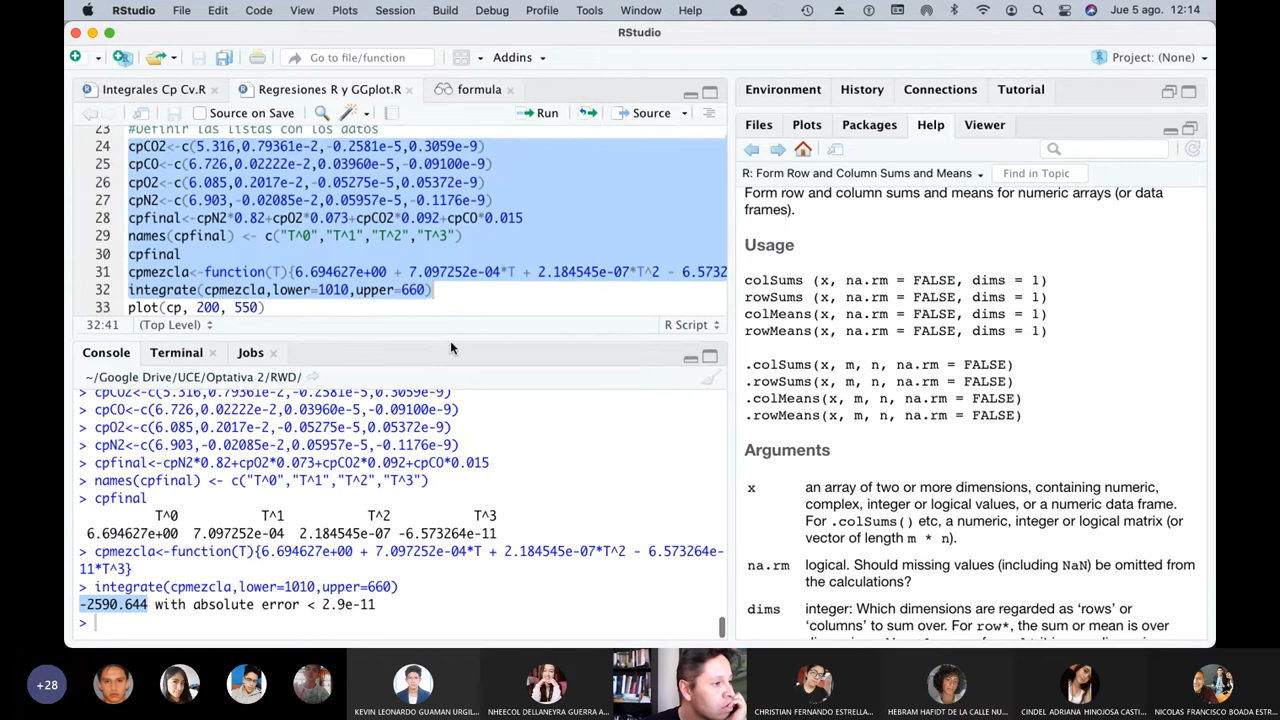 RStudio File Edit Code View Plots Session Build Debug Profile Tools Window Help Jue 5 ago. 12:14
RStudio
Go to file/function Addins Project: (None)
Integrales Cp Cv.R Regresiones R y GGplot.R formula
Source on Save Run Source
23 #Definir las listas con los datos
24 cpCO2<-c(5.316,0.79361e-2,-0.2581e-5,0.3059e-9)
25 cpCO<-c(6.726,0.02222e-2,0.03960e-5,-0.09100e-9)
26 cpO2<-c(6.085,0.2017e-2,-0.05275e-5,0.05372e-9)
27 cpN2<-c(6.903,-0.02085e-2,0.05957e-5,-0.1176e-9)
28 cpfinal<-cpN2*0.82+cpO2*0.073+cpCO2*0.092+cpCO*0.015
29 names(cpfinal) <- c("T^0","T^1","T^2","T^3")
30 cpfinal
31 cpmezcla<-function(T){6.694627e+00 + 7.097252e-04*T + 2.184545e-07*T^2 - 6.5732
32 integrate(cpmezcla,lower=1010,upper=660)
33 plot(cp, 200, 550)
32:41 (Top Level) R Script
Console Terminal Jobs
~/Google Drive/UCE/Optativa 2/RWD/
> cpCO2<-c(5.316,0.79361e-2,-0.2581e-5,0.3059e-9)
> cpCO<-c(6.726,0.02222e-2,0.03960e-5,-0.09100e-9)
> cpO2<-c(6.085,0.2017e-2,-0.05275e-5,0.05372e-9)
> cpN2<-c(6.903,-0.02085e-2,0.05957e-5,-0.1176e-9)
> cpfinal<-cpN2*0.82+cpO2*0.073+cpCO2*0.092+cpCO*0.015
> names(cpfinal) <- c("T^0","T^1","T^2","T^3")
> cpfinal
T^0 T^1 T^2 T^3
6.694627e+00 7.097252e-04 2.184545e-07 -6.573264e-11
> cpmezcla<-function(T){6.694627e+00 + 7.097252e-04*T + 2.184545e-07*T^2 - 6.573264e-
11*T^3}
> integrate(cpmezcla,lower=1010,upper=660)
-2590.644 with absolute error < 2.9e-11
>
Environment History Connections Tutorial
Files Plots Packages Help Viewer
R: Form Row and Column Sums and Means Find in Topic
Form row and column sums and means for numeric arrays (or data
frames).
Usage
colSums (x, na.rm = FALSE, dims = 1)
rowSums (x, na.rm = FALSE, dims = 1)
colMeans(x, na.rm = FALSE, dims = 1)
rowMeans(x, na.rm = FALSE, dims = 1)
.colSums(x, m, n, na.rm = FALSE)
.rowSums(x, m, n, na.rm = FALSE)
.colMeans(x, m, n, na.rm = FALSE)
.rowMeans(x, m, n, na.rm = FALSE)
Arguments
x an array of two or more dimensions, containing numeric,
complex, integer or logical values, or a numeric data frame.
For .colSums() etc, a numeric, integer or logical matrix (or
vector of length m * n).
na.rm logical. Should missing values (including NaN) be omitted from
the calculations?
dims integer: Which dimensions are regarded as ‘rows’ or
‘columns’ to sum over. For row*, the sum or mean is over
+28
KEVIN LEONARDO GUAMAN URGIL...
NHEECOL DELLANEYRA GUERRA A...
CHRISTIAN FERNANDO ESTRELLA...
HEBRAM HAFIDT DE LA CALLE NU...
CINDEL ADRIANA HINOJOSA CASTI...
NICOLAS FRANCISCO BOADA ESTR...